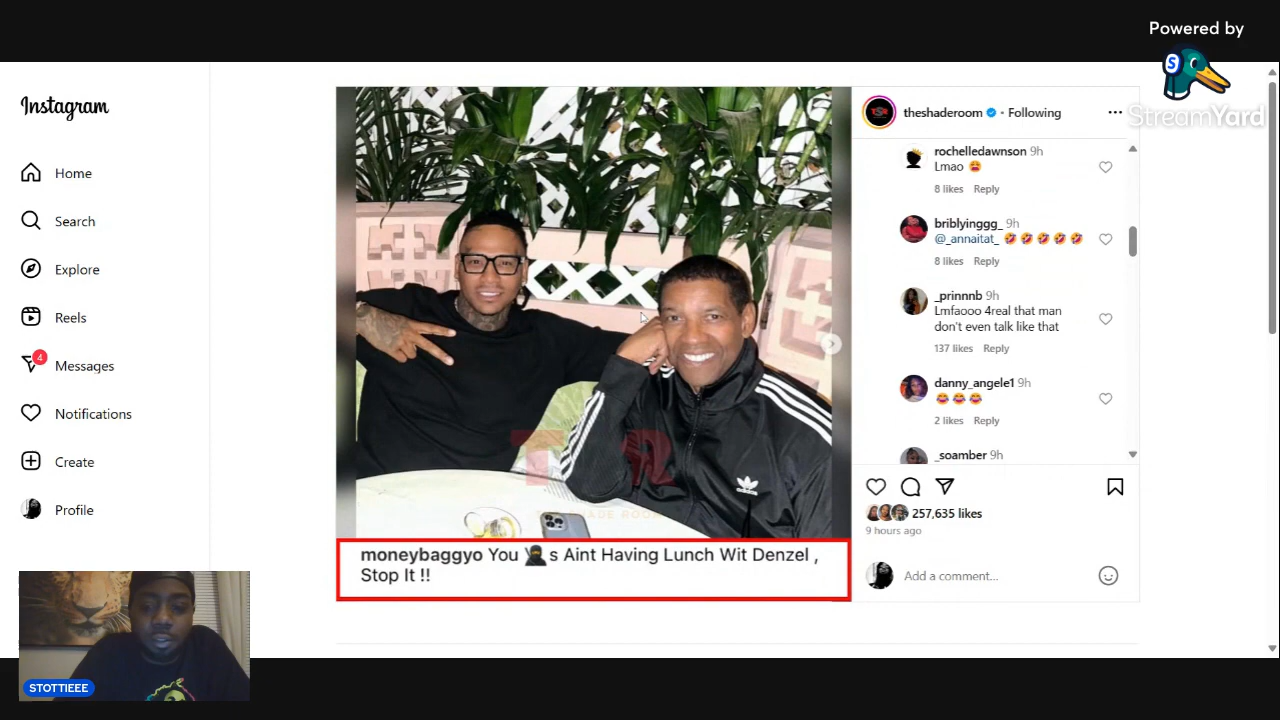 Powered by
StreamYard
Instagram
Home
Search
Explore
Reels
4
Messages
Notifications
Create
Profile
STOTTIEEE
moneybaggyo You 🥷s Aint Having Lunch Wit Denzel ,
Stop It !!
theshaderoom • Following
rochelledawnson 9h
Lmao 😩
8 likes Reply
briblyinggg_ 9h
@_annaitat_ 🤣🤣🤣🤣🤣
8 likes Reply
_prinnnb 9h
Lmfaooo 4real that man
don't even talk like that
137 likes Reply
danny_angele1 9h
😂😂😂
2 likes Reply
_soamber 9h
257,635 likes
9 hours ago
Add a comment...